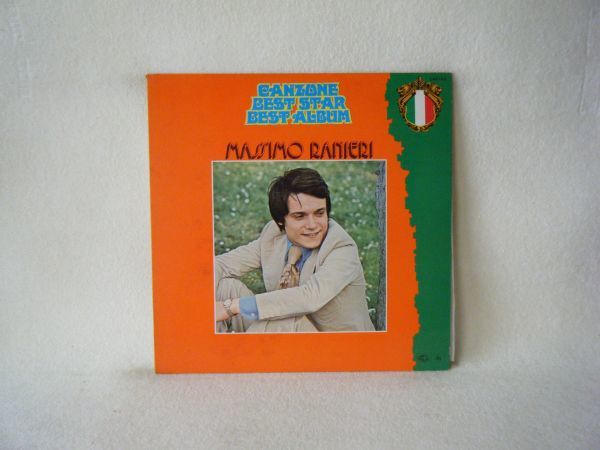 CANZONE
BEST STAR
BEST ALBUM
MASSIMO RANIERI